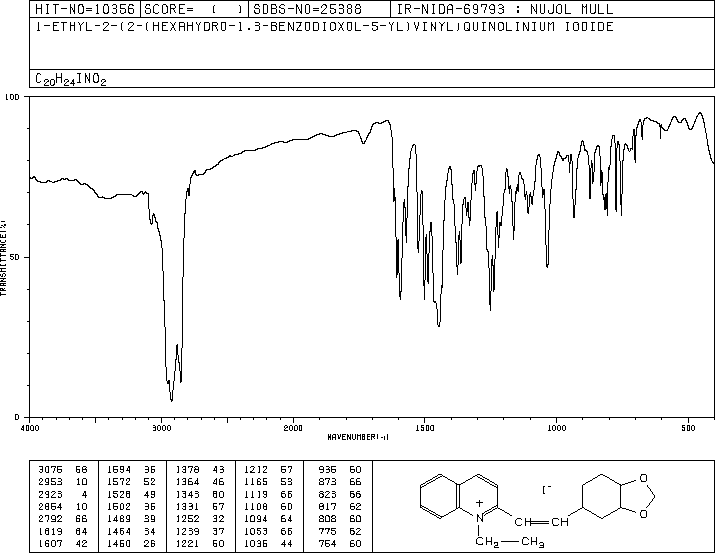 HIT-NO=10356 SCORE= ( ) SDBS-NO=25388 IR-NIDA-69793 : NUJOL MULL
1-ETHYL-2-(2-(HEXAHYDRO-1,3-BENZODIOXOL-5-YL)VINYL)QUINOLINIUM IODIDE
C20H24INO2
100
50
0
TRANSMITTANCE(%)
4000 3000 2000 1500 1000 500
WAVENUMBER(-1)
3075 58 1594 36 1378 43 1212 57 936 60
2953 10 1572 52 1364 46 1165 53 873 66
2923 4 1528 49 1343 60 1119 66 823 66
2854 10 1502 36 1331 57 1108 60 817 62
2792 66 1489 39 1252 32 1094 64 808 60
1619 64 1464 34 1239 37 1053 66 775 62
1607 42 1450 26 1221 50 1036 44 754 60
I-
O
O
+
N
CH
CH
CH2
CH3